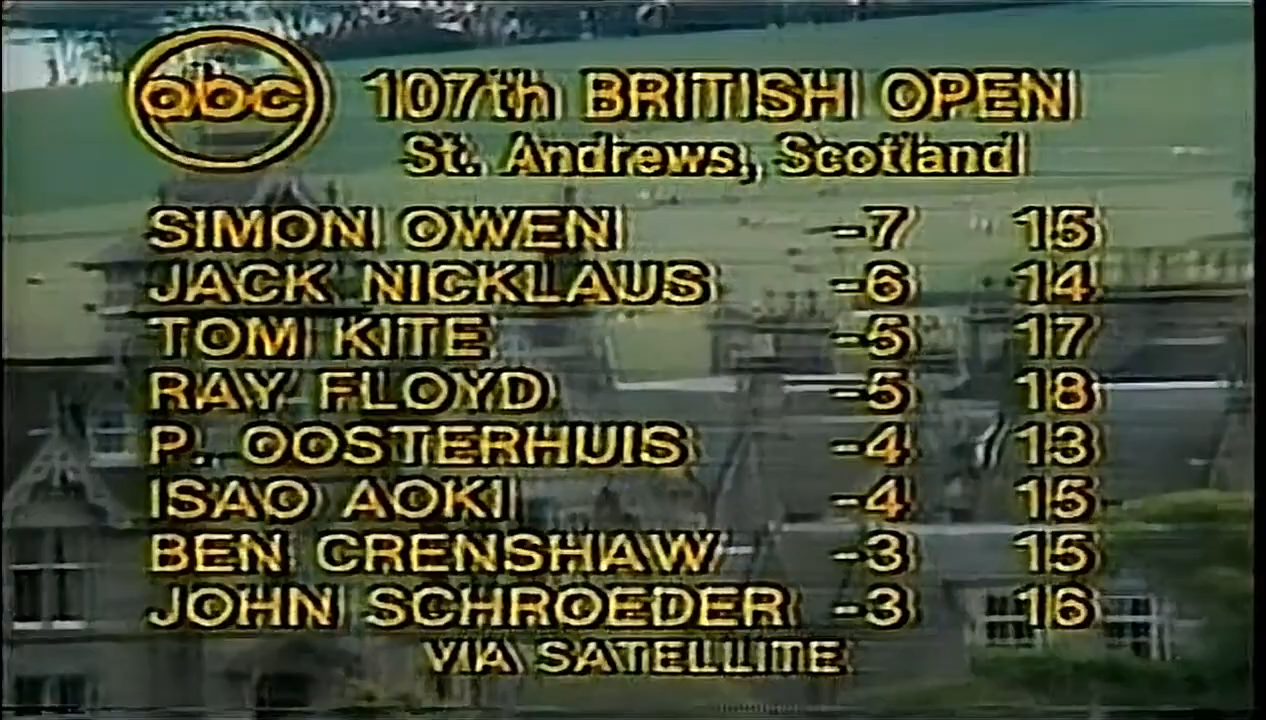 abc 107th BRITISH OPEN
St. Andrews, Scotland
SIMON OWEN -7 15
JACK NICKLAUS -6 14
TOM KITE -5 17
RAY FLOYD -5 18
P. OOSTERHUIS -4 13
ISAO AOKI -4 15
BEN CRENSHAW -3 15
JOHN SCHROEDER -3 16
VIA SATELLITE